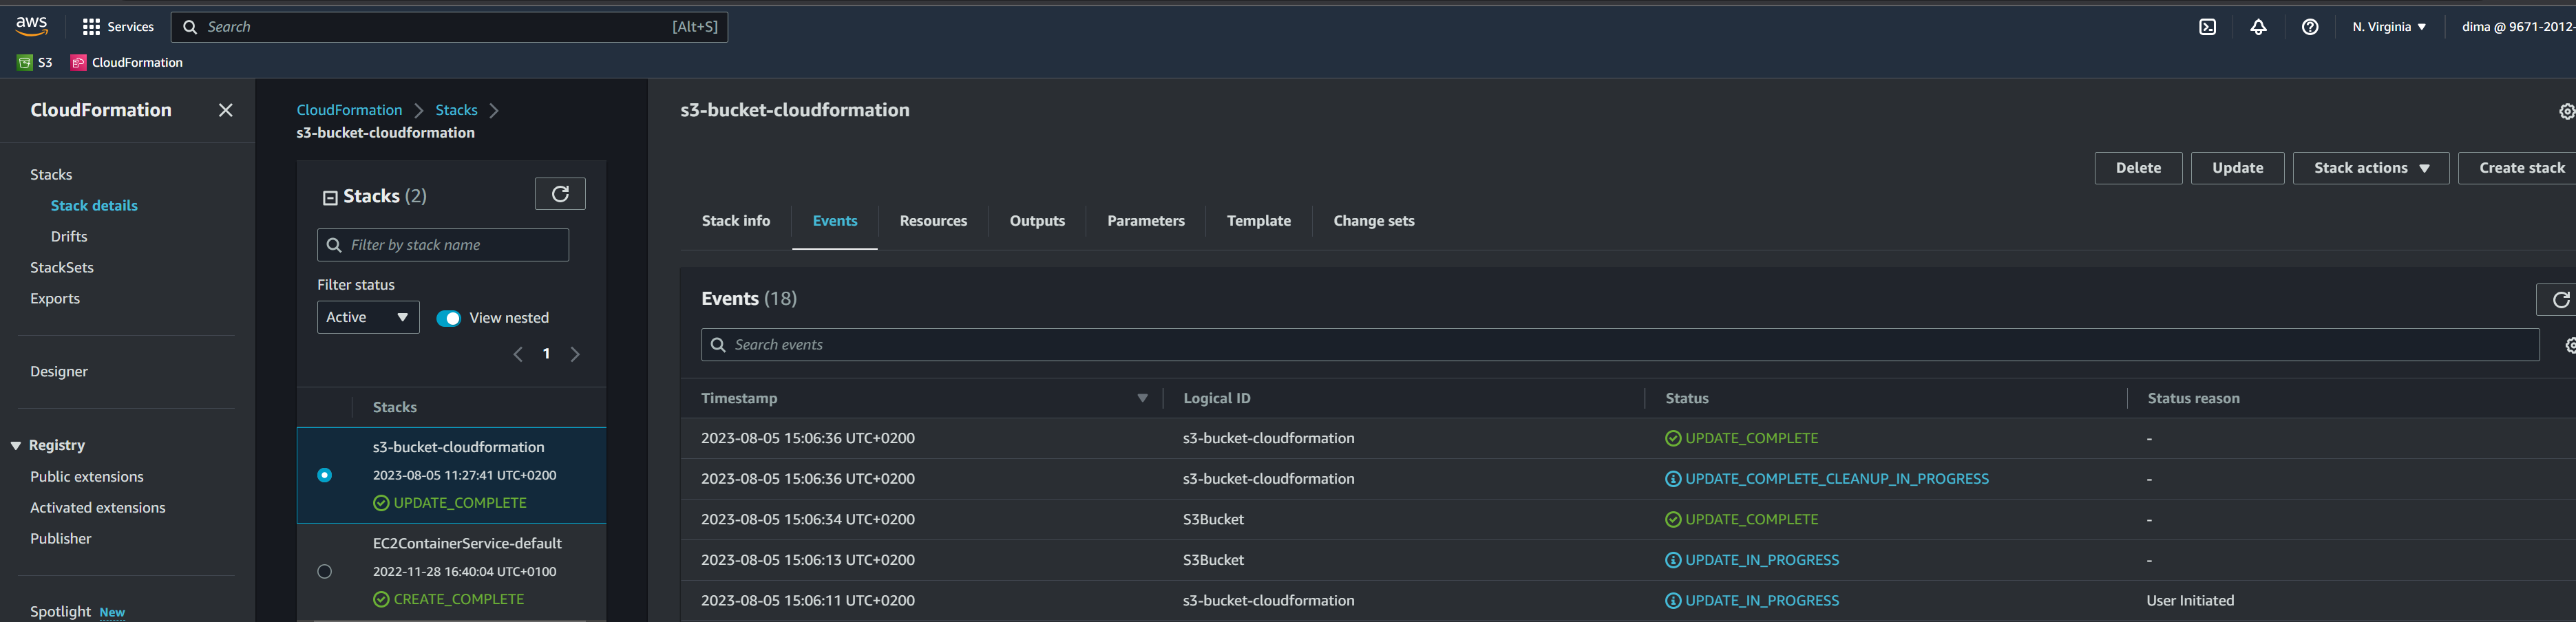 aws Services Search [Alt+S] N. Virginia ▼ dima @ 9671-2012-
S3 CloudFormation
CloudFormation
Stacks
Stack details
Drifts
StackSets
Exports
Designer
Registry
Public extensions
Activated extensions
Publisher
Spotlight New
CloudFormation > Stacks >
s3-bucket-cloudformation
Stacks (2)
Filter by stack name
Filter status
Active View nested
1
Stacks
s3-bucket-cloudformation
2023-08-05 11:27:41 UTC+0200
UPDATE_COMPLETE
EC2ContainerService-default
2022-11-28 16:40:04 UTC+0100
CREATE_COMPLETE
s3-bucket-cloudformation
Delete Update Stack actions ▼ Create stack
Stack info Events Resources Outputs Parameters Template Change sets
Events (18)
Search events
Timestamp Logical ID Status Status reason
2023-08-05 15:06:36 UTC+0200 s3-bucket-cloudformation UPDATE_COMPLETE -
2023-08-05 15:06:36 UTC+0200 s3-bucket-cloudformation UPDATE_COMPLETE_CLEANUP_IN_PROGRESS -
2023-08-05 15:06:34 UTC+0200 S3Bucket UPDATE_COMPLETE -
2023-08-05 15:06:13 UTC+0200 S3Bucket UPDATE_IN_PROGRESS -
2023-08-05 15:06:11 UTC+0200 s3-bucket-cloudformation UPDATE_IN_PROGRESS User Initiated